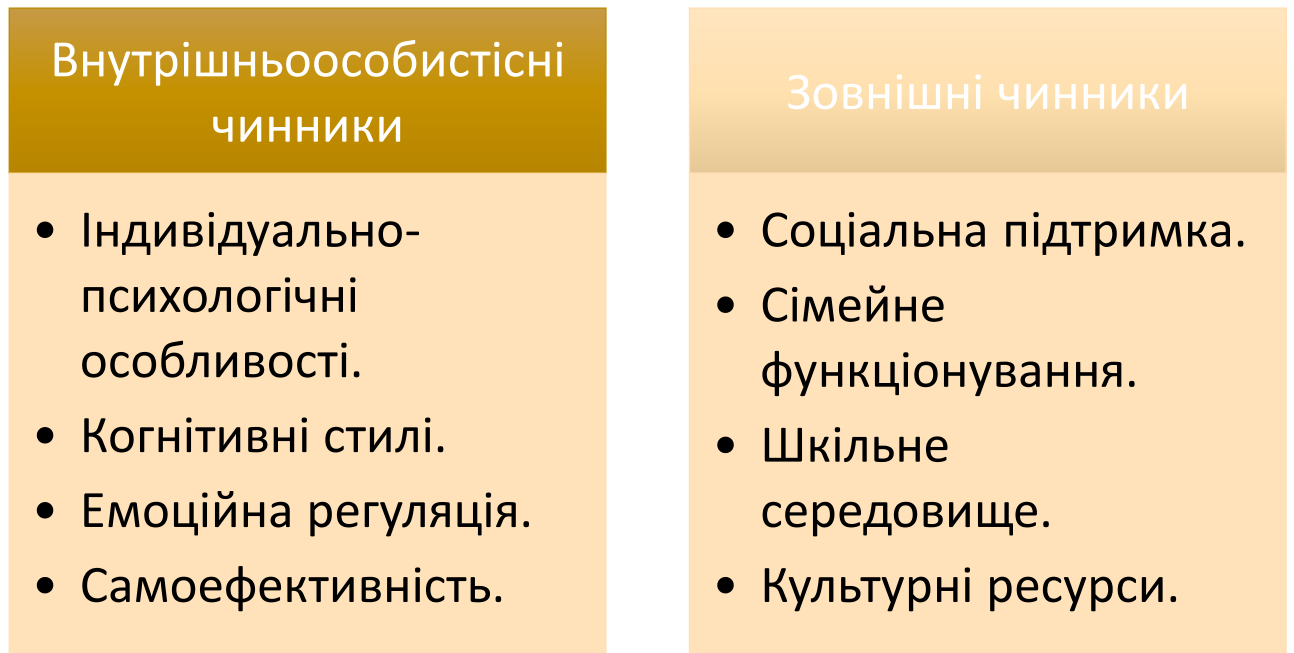 Внутрішньоособистісні
чинники
• Індивідуально-
психологічні
особливості.
• Когнітивні стилі.
• Емоційна регуляція.
• Самоефективність.
Зовнішні чинники
• Соціальна підтримка.
• Сімейне
функціонування.
• Шкільне
середовище.
• Культурні ресурси.